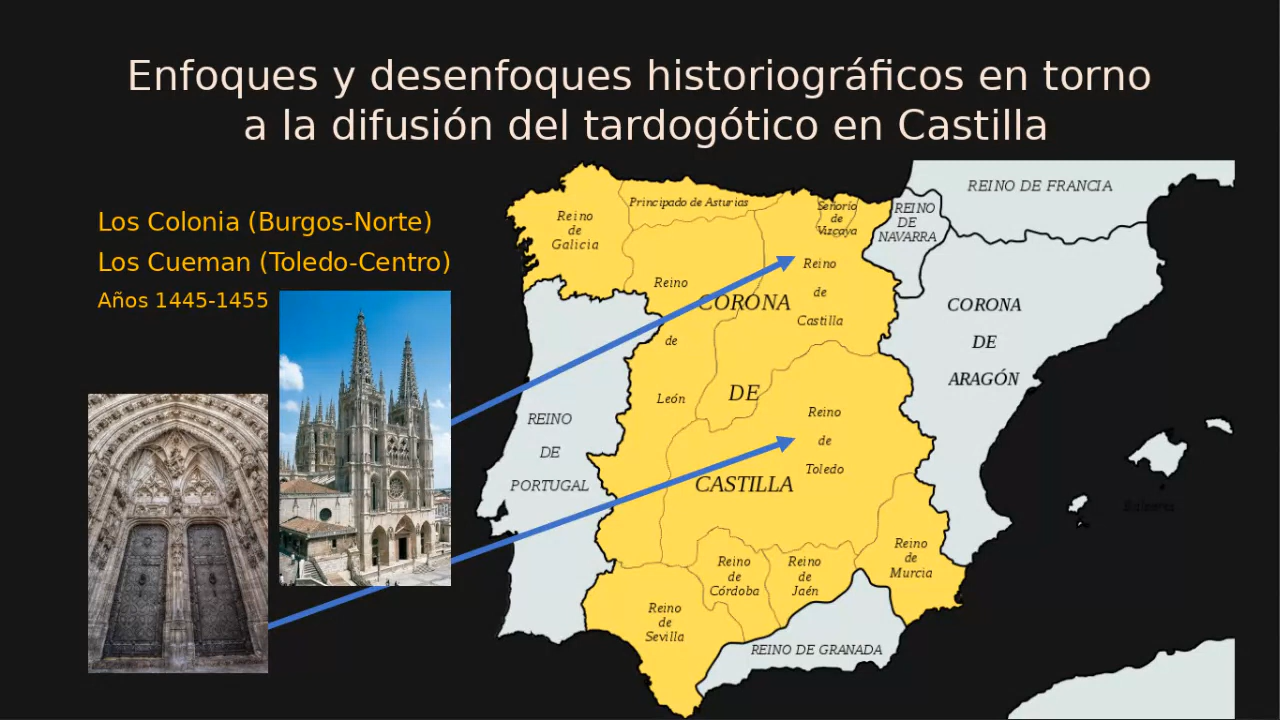 Enfoques y desenfoques historiográficos en torno
a la difusión del tardogótico en Castilla
Los Colonia (Burgos-Norte)
Los Cueman (Toledo-Centro)
Años 1445-1455
Reino
de
Galicia
Principado de Asturias
Señorío
de
Vizcaya
REINO
DE
NAVARRA
REINO DE FRANCIA
Reino
de
León
Reino
de
Castilla
CORONA
DE
CASTILLA
CORONA
DE
ARAGÓN
REINO
DE
PORTUGAL
Reino
de
Toledo
Baleares
Reino
de
Murcia
Reino
de
Córdoba
Reino
de
Jaén
Reino
de
Sevilla
REINO DE GRANADA